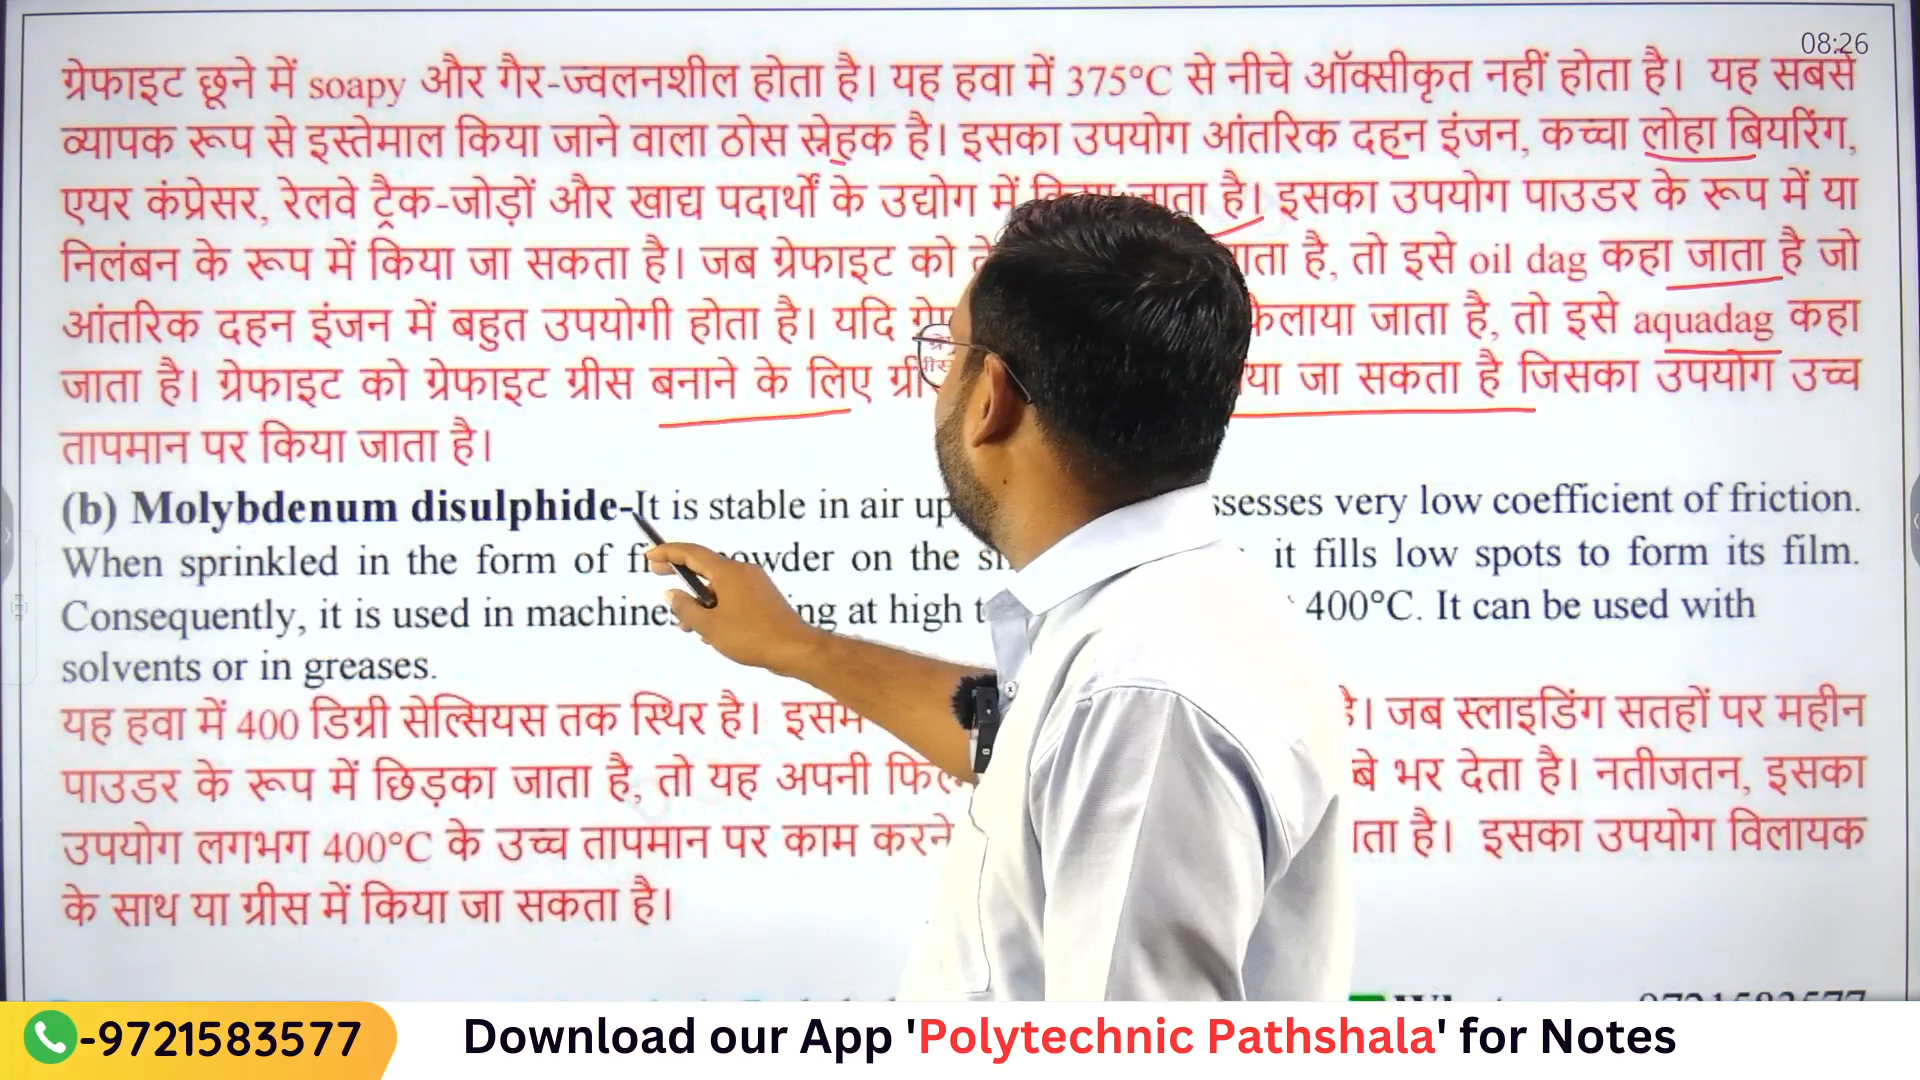 08:26
ग्रेफाइट छूने में soapy और गैर-ज्वलनशील होता है। यह हवा में 375°C से नीचे ऑक्सीकृत नहीं होता है। यह सबसे
व्यापक रूप से इस्तेमाल किया जाने वाला ठोस स्नेहक है। इसका उपयोग आंतरिक दहन इंजन, कच्चा लोहा बियरिंग,
एयर कंप्रेसर, रेलवे ट्रैक-जोड़ों और खाद्य पदार्थों के उद्योग में किया जाता है। इसका उपयोग पाउडर के रूप में या
निलंबन के रूप में किया जा सकता है। जब ग्रेफाइट को जाता है, तो इसे oil dag कहा जाता है जो
आंतरिक दहन इंजन में बहुत उपयोगी होता है। यदि फैलाया जाता है, तो इसे aquadag कहा
जाता है। ग्रेफाइट को ग्रेफाइट ग्रीस बनाने के लिए जा सकता है जिसका उपयोग उच्च
तापमान पर किया जाता है।
(b) Molybdenum disulphide-It is stable in air up very low coefficient of friction.
When sprinkled in the form of powder on the it fills low spots to form its film.
Consequently, it is used in machines at high 400°C. It can be used with
solvents or in greases.
यह हवा में 400 डिग्री सेल्सियस तक स्थिर है। है। जब स्लाइडिंग सतहों पर महीन
पाउडर के रूप में छिड़का जाता है, तो यह अपनी भर देता है। नतीजतन, इसका
उपयोग लगभग 400°C के उच्च तापमान पर काम करने है। इसका उपयोग विलायक
के साथ या ग्रीस में किया जा सकता है।
-9721583577 Download our App 'Polytechnic Pathshala' for Notes